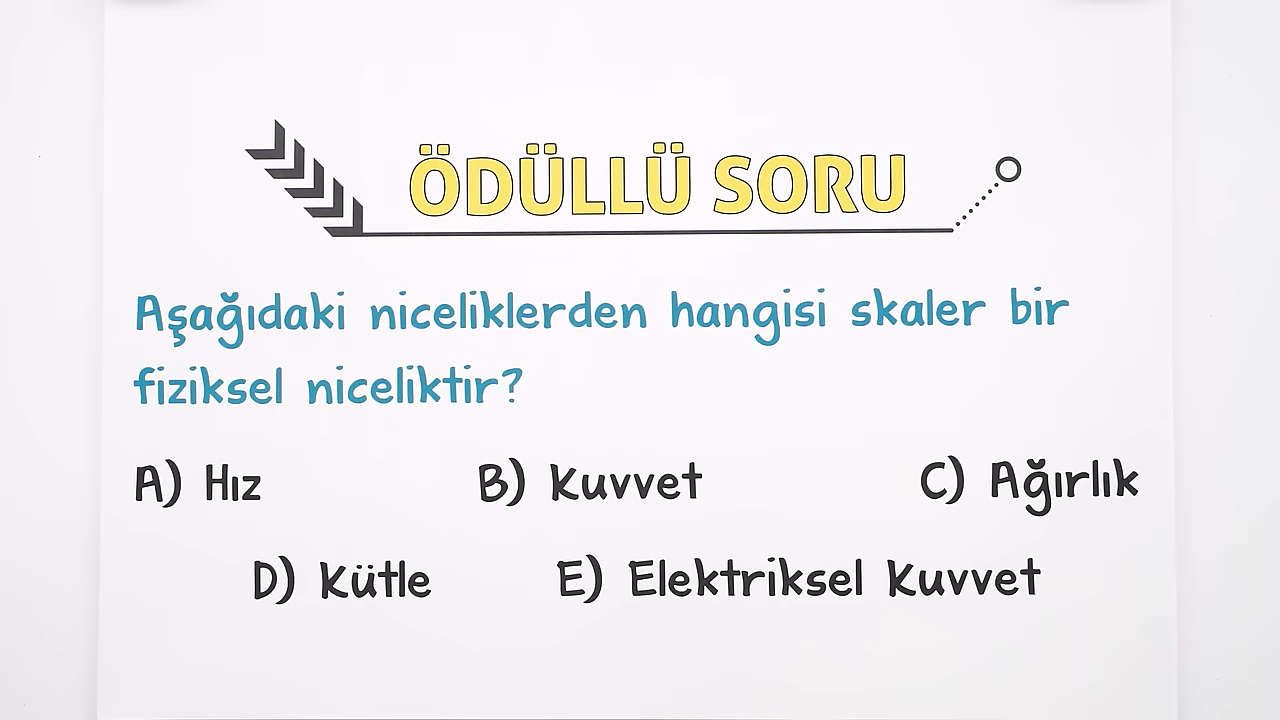 ÖDÜLLÜ SORU
Aşağıdaki niceliklerden hangisi skaler bir
fiziksel niceliktir?
A) Hız B) Kuvvet C) Ağırlık
D) Kütle E) Elektriksel Kuvvet